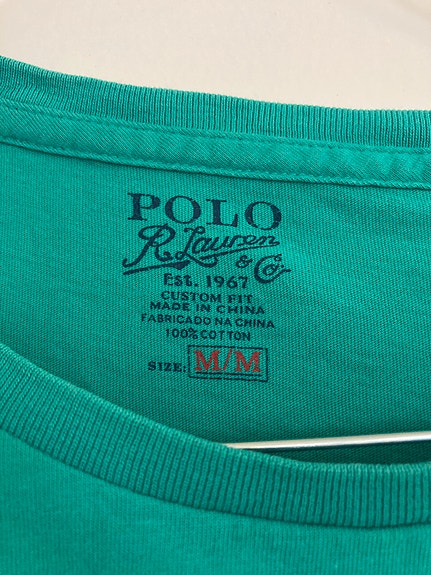 POLO
R. Lauren
& Co.
Est. 1967
CUSTOM FIT
MADE IN CHINA
FABRICADO NA CHINA
100% COTTON
SIZE: M/M